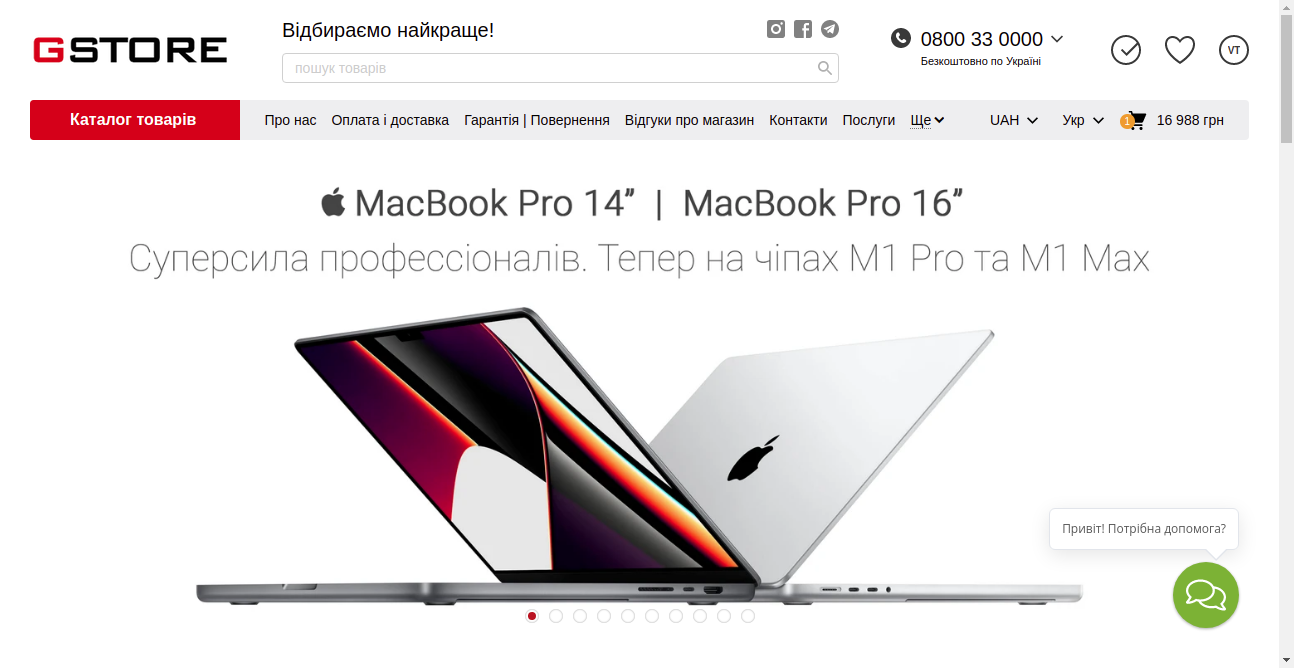 GSTORE
Відбираємо найкраще!
пошук товарів
0800 33 0000
Безкоштовно по Україні
VT
Каталог товарів
Про нас Оплата і доставка Гарантія | Повернення Відгуки про магазин Контакти Послуги Ще UAH Укр 1 16 988 грн
MacBook Pro 14” | MacBook Pro 16”
Суперсила профессіоналів. Тепер на чіпах M1 Pro та M1 Max
Привіт! Потрібна допомога?